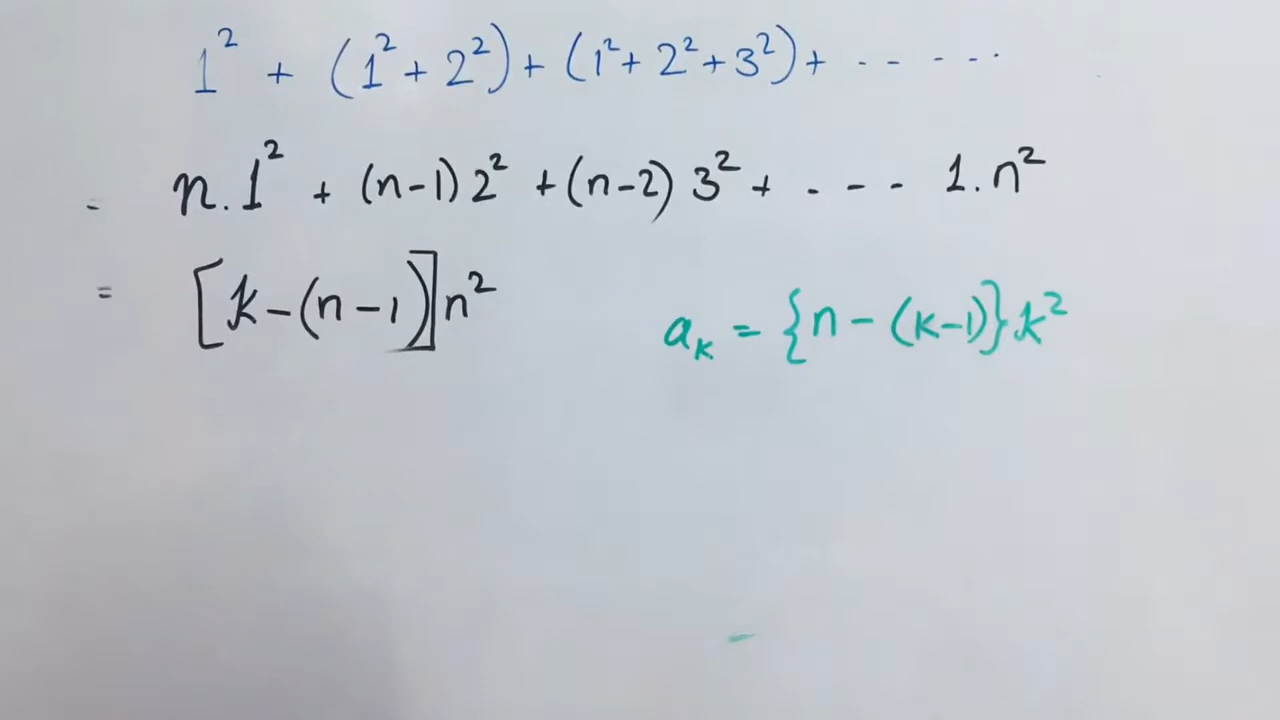 1² + (1² + 2²) + (1² + 2² + 3²) + - - - - -
= n.1² + (n-1) 2² + (n-2) 3² + - - - - 1.n²
= [k-(n-1)] n²
aₖ = {n-(k-1)} k²